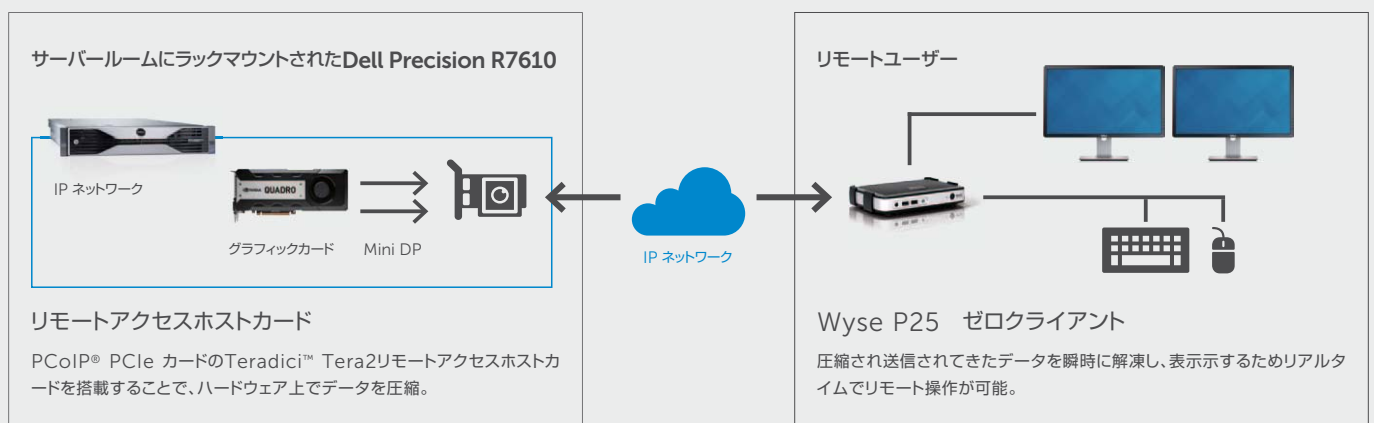 サーバールームにラックマウントされたDell Precision R7610
IP ネットワーク
QUADRO
グラフィックカード
Mini DP
リモートアクセスホストカード
PCoIP® PCIe カードのTeradici™ Tera2リモートアクセスホストカ
ードを搭載することで、ハードウェア上でデータを圧縮。
IP ネットワーク
リモートユーザー
Wyse P25　ゼロクライアント
圧縮され送信されてきたデータを瞬時に解凍し、表示示するためリアルタ
イムでリモート操作が可能。